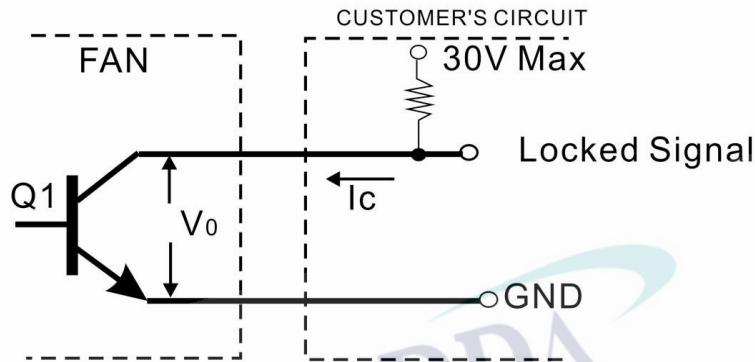 CUSTOMER'S CIRCUIT
FAN
30V Max
Locked Signal
Ic
Q1
V0
GND